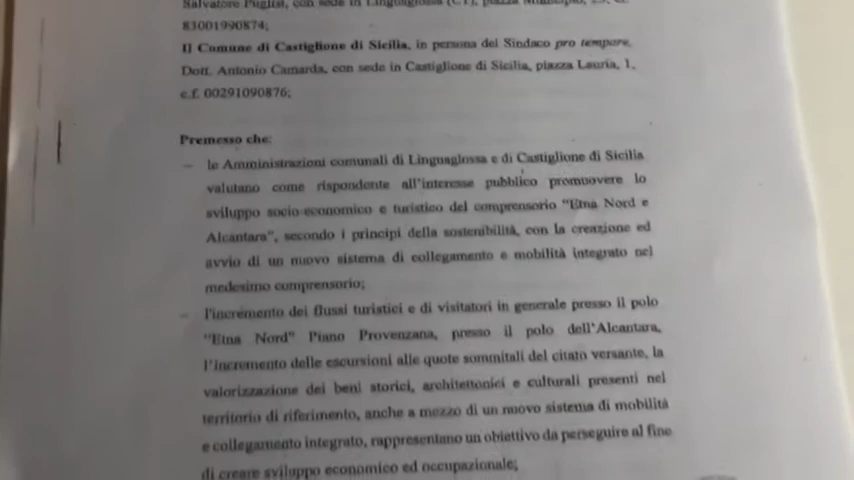 Salvatore Puglisi, con sede in Linguaglossa (CT), piazza Municipio,
83001990874;
Il Comune di Castiglione di Sicilia, in persona del Sindaco pro tempore,
Dott. Antonio Camarda, con sede in Castiglione di Sicilia, piazza Lauria, 1,
c.f. 00291090876;
Premesso che:
– le Amministrazioni comunali di Linguaglossa e di Castiglione di Sicilia
valutano come rispondente all'interesse pubblico promuovere lo
sviluppo socio-economico e turistico del comprensorio "Etna Nord e
Alcantara", secondo i principi della sostenibilità, con la creazione ed
avvio di un nuovo sistema di collegamento e mobilità integrato nel
medesimo comprensorio;
– l'incremento dei flussi turistici e di visitatori in generale presso il polo
"Etna Nord" Piano Provenzana, presso il polo dell'Alcantara,
l'incremento delle escursioni alle quote sommitali del citato versante, la
valorizzazione dei beni storici, architettonici e culturali presenti nel
territorio di riferimento, anche a mezzo di un nuovo sistema di mobilità
e collegamento integrato, rappresentano un obiettivo da perseguire al fine
di creare sviluppo economico ed occupazionale;